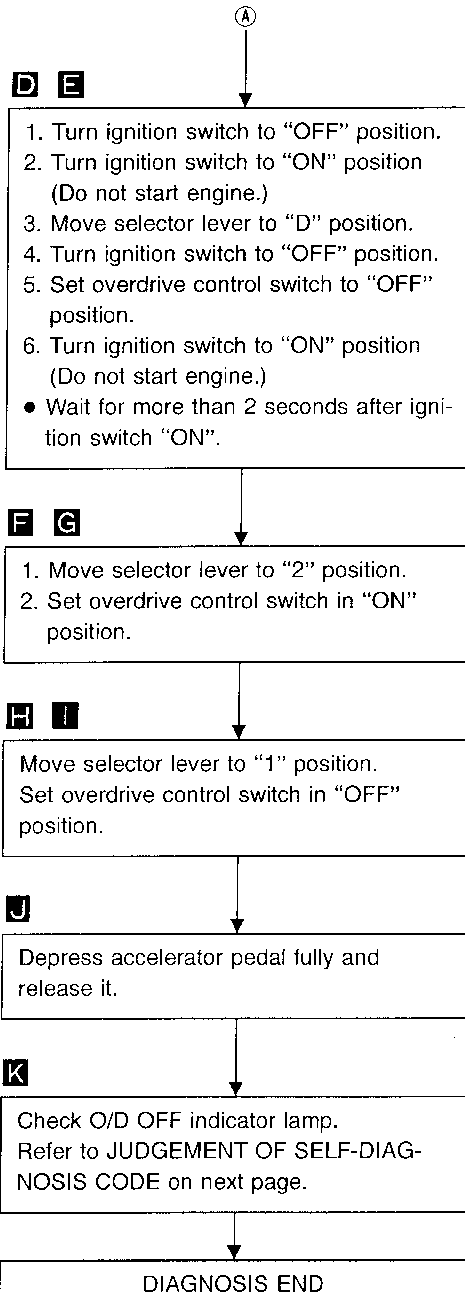 A
D E
1. Turn ignition switch to “OFF” position.
2. Turn ignition switch to “ON” position
(Do not start engine.)
3. Move selector lever to “D” position.
4. Turn ignition switch to “OFF” position.
5. Set overdrive control switch to “OFF”
position.
6. Turn ignition switch to “ON” position
(Do not start engine.)
● Wait for more than 2 seconds after igni-
tion switch “ON”.
F G
1. Move selector lever to “2” position.
2. Set overdrive control switch in “ON”
position.
H I
Move selector lever to “1” position.
Set overdrive control switch in “OFF”
position.
J
Depress accelerator pedal fully and
release it.
K
Check O/D OFF indicator lamp.
Refer to JUDGEMENT OF SELF-DIAG-
NOSIS CODE on next page.
DIAGNOSIS END